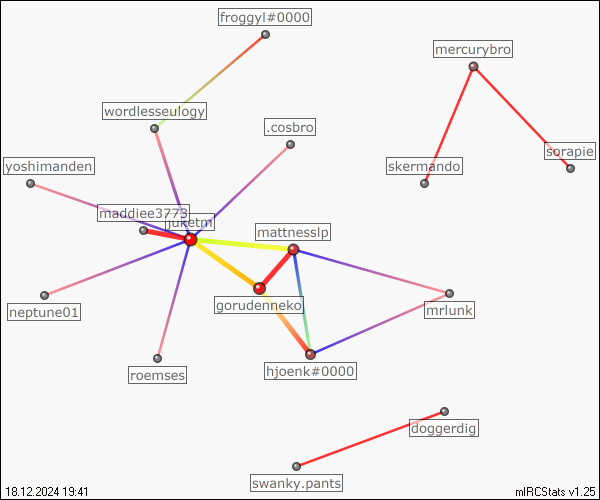 froggyl#0000
mercurybro
wordlesseulogy
.cosbro
sorapie
yoshimanden
skermando
maddiee3773
juketm
mattnesslp
gorudenneko
neptune01
mrlunk
hjoenk#0000
roemses
doggerdig
swanky.pants
18.12.2024 19:41
mIRCStats v1.25